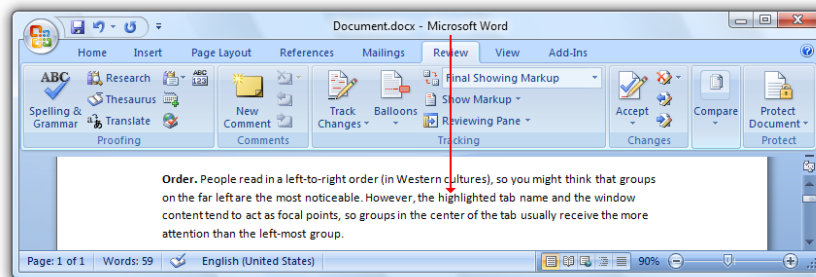 Document.docx - Microsoft Word
Home Insert Page Layout References Mailings Review View Add-Ins
ABC Research ABC 123 Final Showing Markup
Thesaurus Show Markup
Spelling & Grammar Translate New Comment Track Changes Balloons Reviewing Pane Accept Compare Protect Document
Proofing Comments Tracking Changes Protect
Order. People read in a left-to-right order (in Western cultures), so you might think that groups
on the far left are the most noticeable. However, the highlighted tab name and the window
content tend to act as focal points, so groups in the center of the tab usually receive the more
attention than the left-most group.
Page: 1 of 1 Words: 59 English (United States) 90%